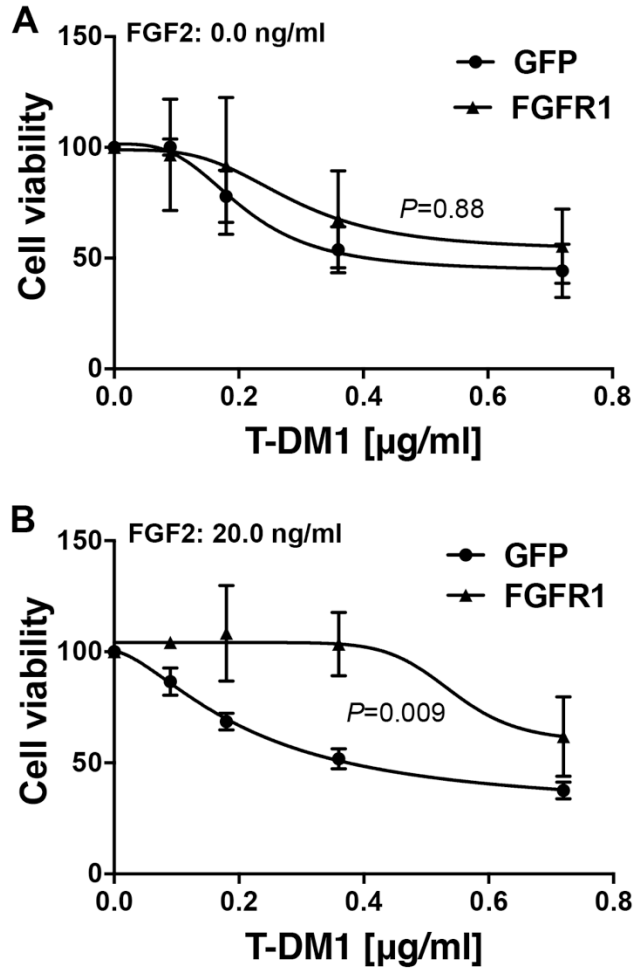 A
FGF2: 0.0 ng/ml
GFP
FGFR1
P=0.88
Cell viability
150
100
50
0
0.0 0.2 0.4 0.6 0.8
T-DM1 [µg/ml]
B
FGF2: 20.0 ng/ml
GFP
FGFR1
P=0.009
Cell viability
150
100
50
0
0.0 0.2 0.4 0.6 0.8
T-DM1 [µg/ml]